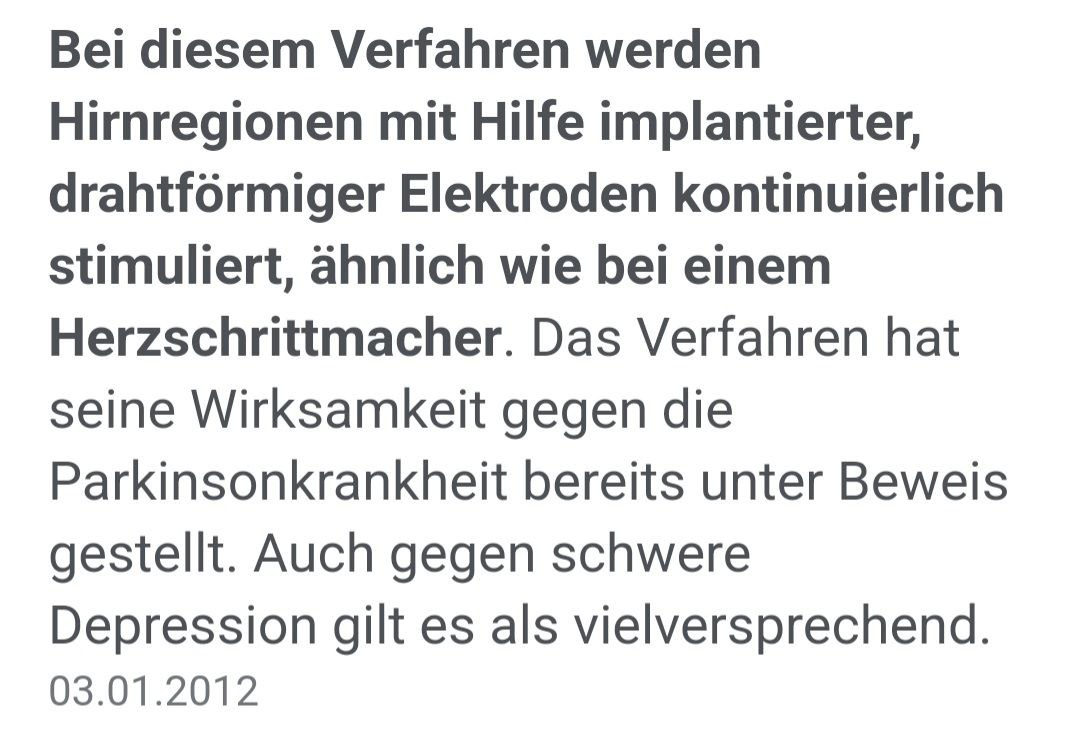 Bei diesem Verfahren werden
Hirnregionen mit Hilfe implantierter,
drahtförmiger Elektroden kontinuierlich
stimuliert, ähnlich wie bei einem
Herzschrittmacher. Das Verfahren hat
seine Wirksamkeit gegen die
Parkinsonkrankheit bereits unter Beweis
gestellt. Auch gegen schwere
Depression gilt es als vielversprechend.
03.01.2012